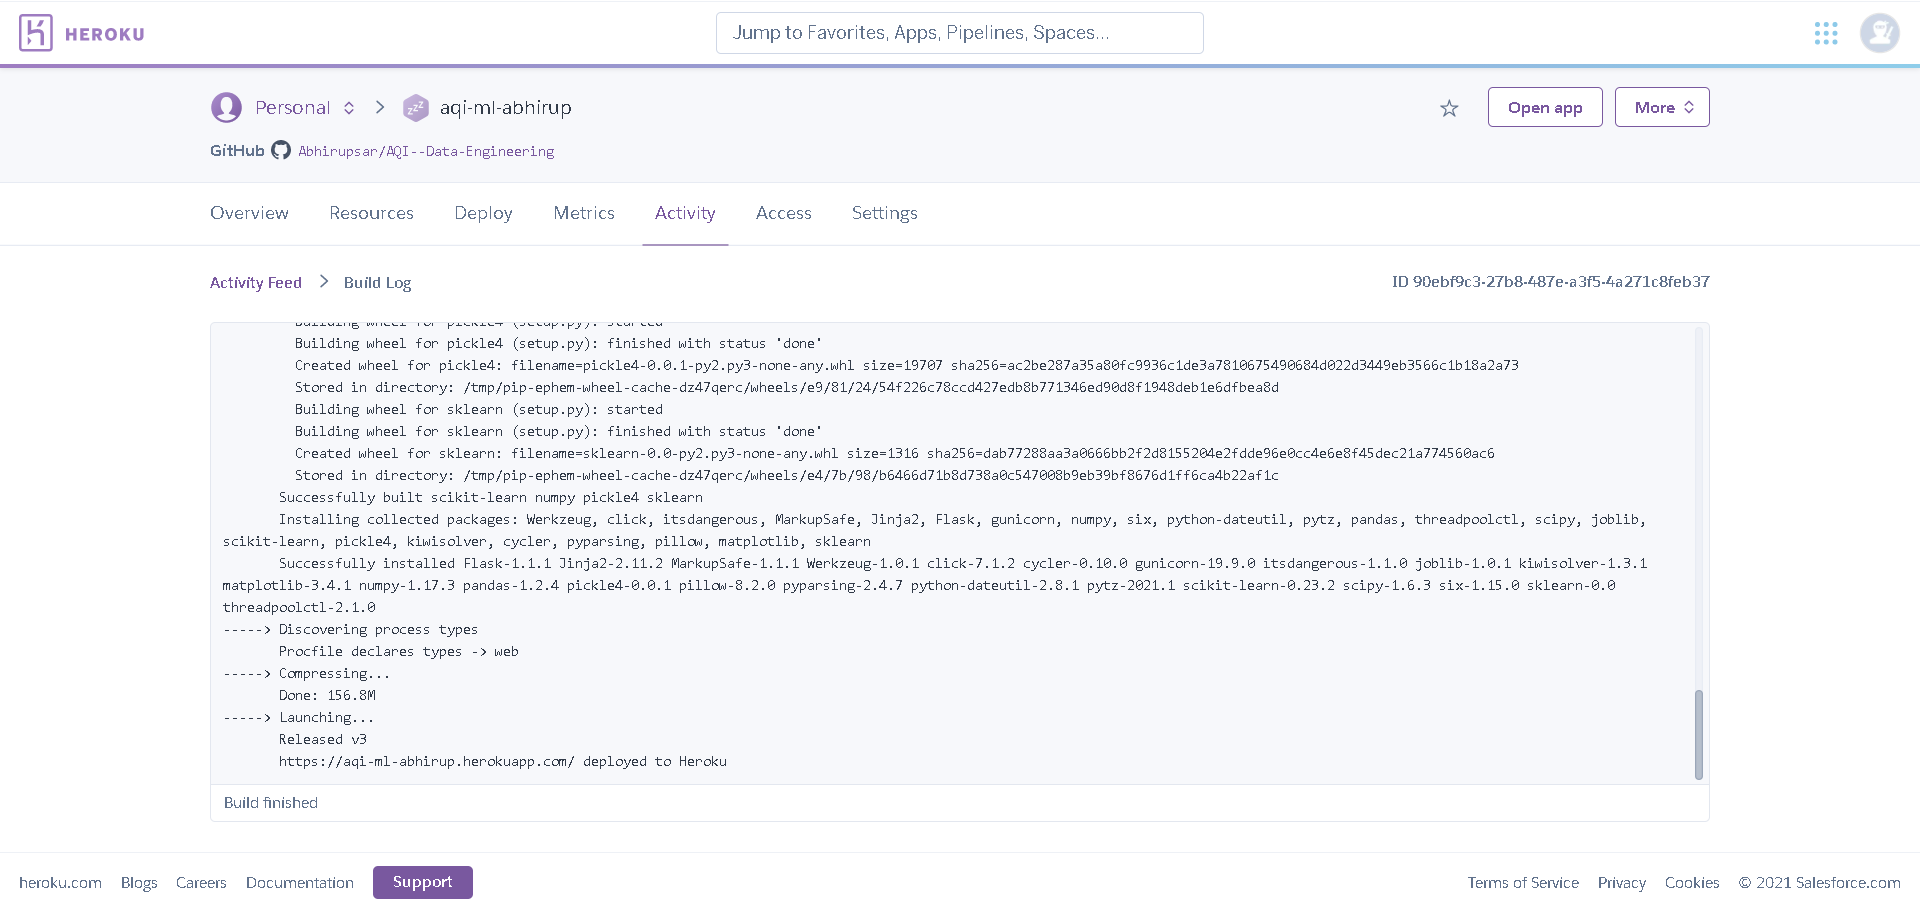 HEROKU
Jump to Favorites, Apps, Pipelines, Spaces...
Personal
aqi-ml-abhirup
Open app
More
GitHub Abhirupsar/AQI--Data-Engineering
Overview
Resources
Deploy
Metrics
Activity
Access
Settings
Activity Feed
Build Log
ID 90ebf9c3-27b8-487e-a3f5-4a271c8feb37
Building wheel for pickle4 (setup.py): started
Building wheel for pickle4 (setup.py): finished with status 'done'
Created wheel for pickle4: filename=pickle4-0.0.1-py2.py3-none-any.whl size=19707 sha256=ac2be287a35a80fc9936c1de3a7810675490684d022d3449eb3566c1b18a2a73
Stored in directory: /tmp/pip-ephem-wheel-cache-dz47qerc/wheels/e9/81/24/54f226c78ccd427edb8b771346ed90d8f1948deb1e6dfbea8d
Building wheel for sklearn (setup.py): started
Building wheel for sklearn (setup.py): finished with status 'done'
Created wheel for sklearn: filename=sklearn-0.0-py2.py3-none-any.whl size=1316 sha256=dab77288aa3a0666bb2f2d8155204e2fdde96e0cc4e6e8f45dec21a774560ac6
Stored in directory: /tmp/pip-ephem-wheel-cache-dz47qerc/wheels/e4/7b/98/b6466d71b8d738a0c547008b9eb39bf8676d1ff6ca4b22af1c
Successfully built scikit-learn numpy pickle4 sklearn
Installing collected packages: Werkzeug, click, itsdangerous, MarkupSafe, Jinja2, Flask, gunicorn, numpy, six, python-dateutil, pytz, pandas, threadpoolctl, scipy, joblib,
scikit-learn, pickle4, kiwisolver, cycler, pyparsing, pillow, matplotlib, sklearn
Successfully installed Flask-1.1.1 Jinja2-2.11.2 MarkupSafe-1.1.1 Werkzeug-1.0.1 click-7.1.2 cycler-0.10.0 gunicorn-19.9.0 itsdangerous-1.1.0 joblib-1.0.1 kiwisolver-1.3.1
matplotlib-3.4.1 numpy-1.17.3 pandas-1.2.4 pickle4-0.0.1 pillow-8.2.0 pyparsing-2.4.7 python-dateutil-2.8.1 pytz-2021.1 scikit-learn-0.23.2 scipy-1.6.3 six-1.15.0 sklearn-0.0
threadpoolctl-2.1.0
-----> Discovering process types
Procfile declares types -> web
-----> Compressing...
Done: 156.8M
-----> Launching...
Released v3
https://aqi-ml-abhirup.herokuapp.com/ deployed to Heroku
Build finished
heroku.com
Blogs
Careers
Documentation
Support
Terms of Service
Privacy
Cookies
© 2021 Salesforce.com